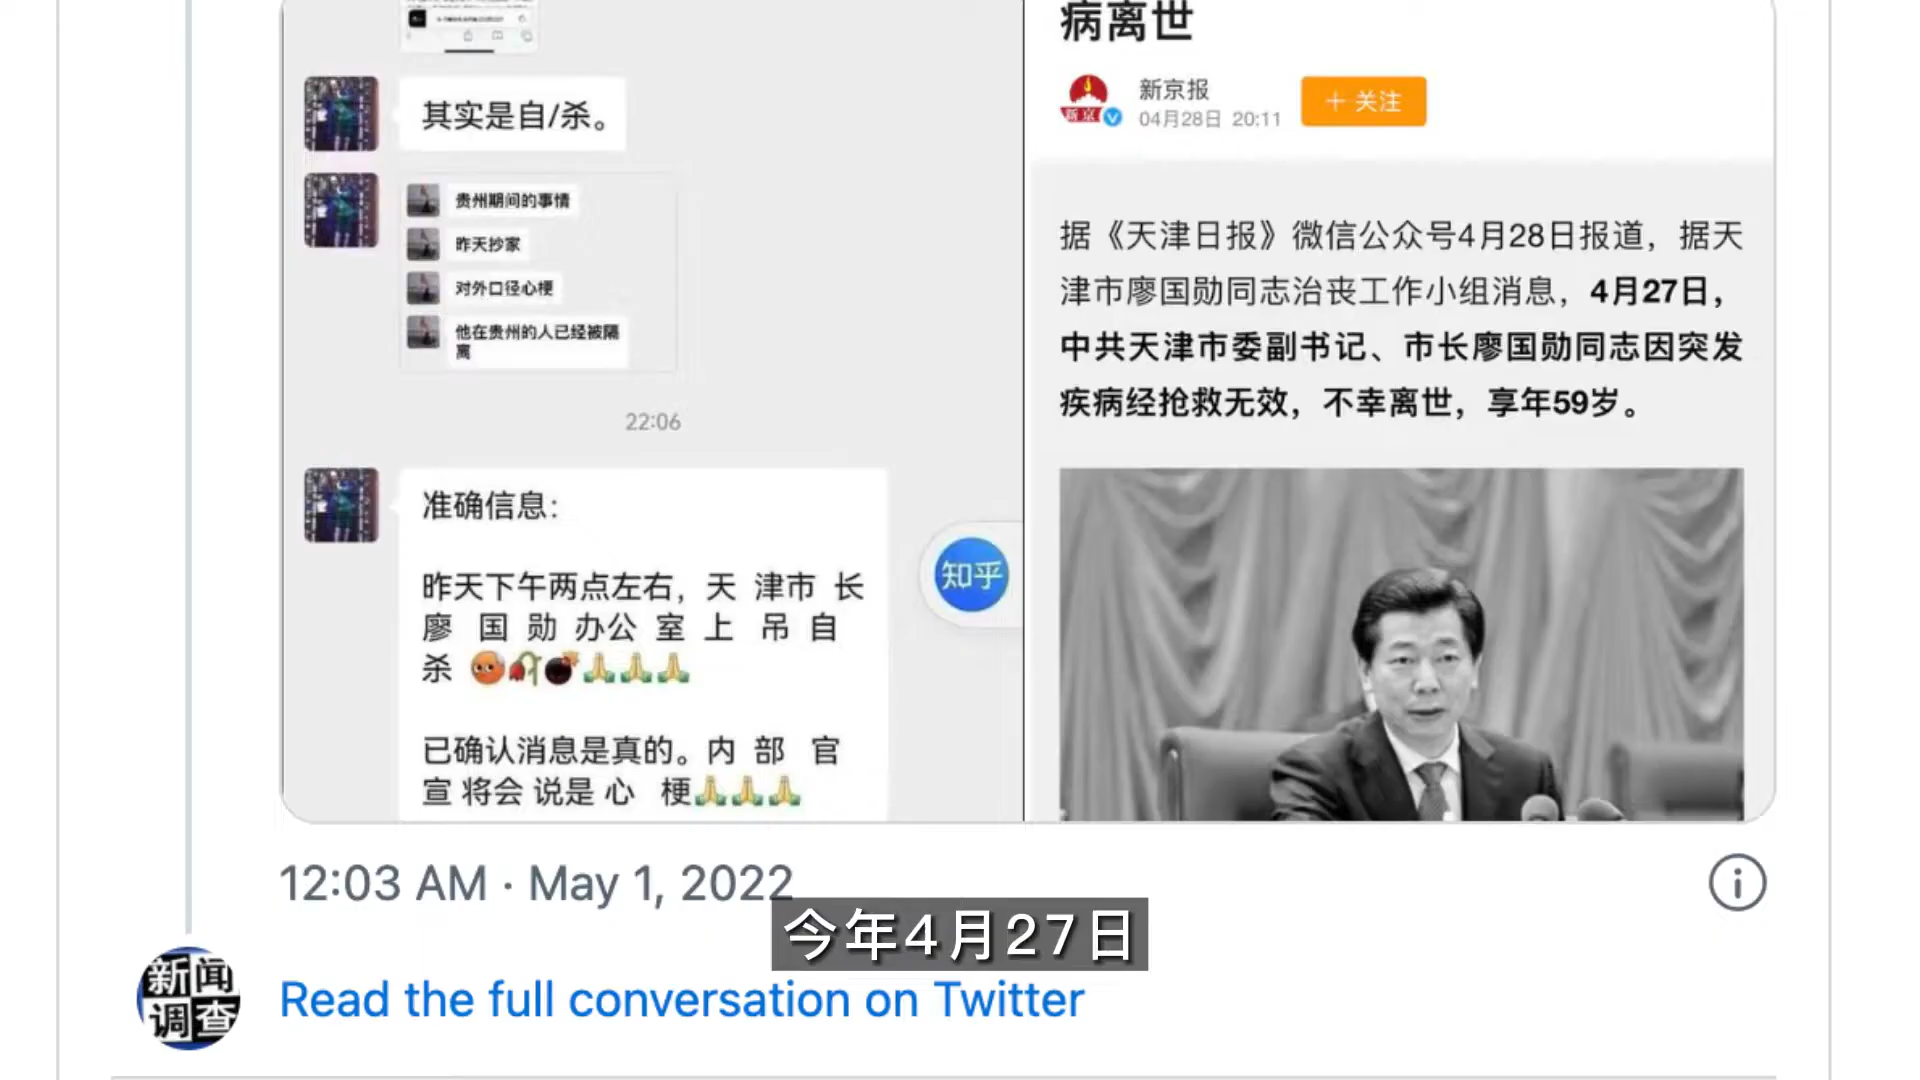 其实是自/杀。
贵州期间的事情
昨天抄家
对外口径心梗
他在贵州的人已经被隔
离
22:06
准确信息：
昨天下午两点左右，天 津市 长
廖 国 勋 办公 室 上 吊 自
杀 🥵🥀💣🙏🙏🙏
已确认消息是真的。内 部 官
宣 将会 说是 心 梗🙏🙏🙏
知乎
病离世
新京
新京报
04月28日 20:11
＋ 关注
据《天津日报》微信公众号4月28日报道，据天
津市廖国勋同志治丧工作小组消息，4月27日，
中共天津市委副书记、市长廖国勋同志因突发
疾病经抢救无效，不幸离世，享年59岁。
12:03 AM · May 1, 2022
今年4月27日
新闻
调查
Read the full conversation on Twitter